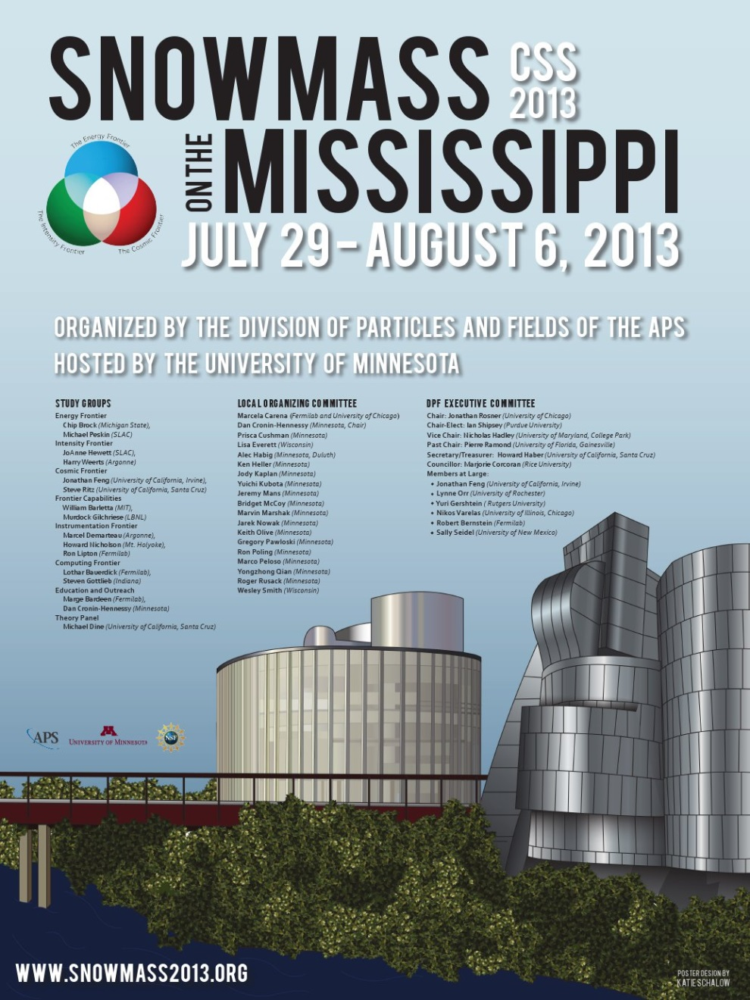 SNOWMASS
CSS
2013
ON THE
MISSISSIPPI
The Energy Frontier
The Intensity Frontier
The Cosmic Frontier
JULY 29 – AUGUST 6, 2013
ORGANIZED BY THE DIVISION OF PARTICLES AND FIELDS OF THE APS
HOSTED BY THE UNIVERSITY OF MINNESOTA
STUDY GROUPS
Energy Frontier
Chip Brock (Michigan State),
Michael Peskin (SLAC)
Intensity Frontier
JoAnne Hewett (SLAC),
Harry Weerts (Argonne)
Cosmic Frontier
Jonathan Feng (University of California, Irvine),
Steve Ritz (University of California, Santa Cruz)
Frontier Capabilities
William Barletta (MIT),
Murdock Gilchriese (LBNL)
Instrumentation Frontier
Marcel Demarteau (Argonne),
Howard Nicholson (Mt. Holyoke),
Ron Lipton (Fermilab)
Computing Frontier
Lothar Bauerdick (Fermilab),
Steven Gottlieb (Indiana)
Education and Outreach
Marge Bardeen (Fermilab),
Dan Cronin-Hennessy (Minnesota)
Theory Panel
Michael Dine (University of California, Santa Cruz)
LOCAL ORGANIZING COMMITTEE
Marcela Carena (Fermilab and University of Chicago)
Dan Cronin-Hennessy (Minnesota, Chair)
Prisca Cushman (Minnesota)
Lisa Everett (Wisconsin)
Alec Habig (Minnesota, Duluth)
Ken Heller (Minnesota)
Jody Kaplan (Minnesota)
Yuichi Kubota (Minnesota)
Jeremy Mans (Minnesota)
Bridget McCoy (Minnesota)
Marvin Marshak (Minnesota)
Jarek Nowak (Minnesota)
Keith Olive (Minnesota)
Gregory Pawloski (Minnesota)
Ron Poling (Minnesota)
Marco Peloso (Minnesota)
Yongzhong Qian (Minnesota)
Roger Rusack (Minnesota)
Wesley Smith (Wisconsin)
DPF EXECUTIVE COMMITTEE
Chair: Jonathan Rosner (University of Chicago)
Chair-Elect: Ian Shipsey (Purdue University)
Vice Chair: Nicholas Hadley (University of Maryland, College Park)
Past Chair: Pierre Ramond (University of Florida, Gainesville)
Secretary/Treasurer: Howard Haber (University of California, Santa Cruz)
Councillor: Marjorie Corcoran (Rice University)
Members at Large:
• Jonathan Feng (University of California, Irvine)
• Lynne Orr (University of Rochester)
• Yuri Gershtein ( Rutgers University)
• Nikos Varelas (University of Illinois, Chicago)
• Robert Bernstein (Fermilab)
• Sally Seidel (University of New Mexico)
APS
M
UNIVERSITY OF MINNESOTA
NSF
WWW.SNOWMASS2013.ORG
POSTER DESIGN BY
KATIE SCHALOW